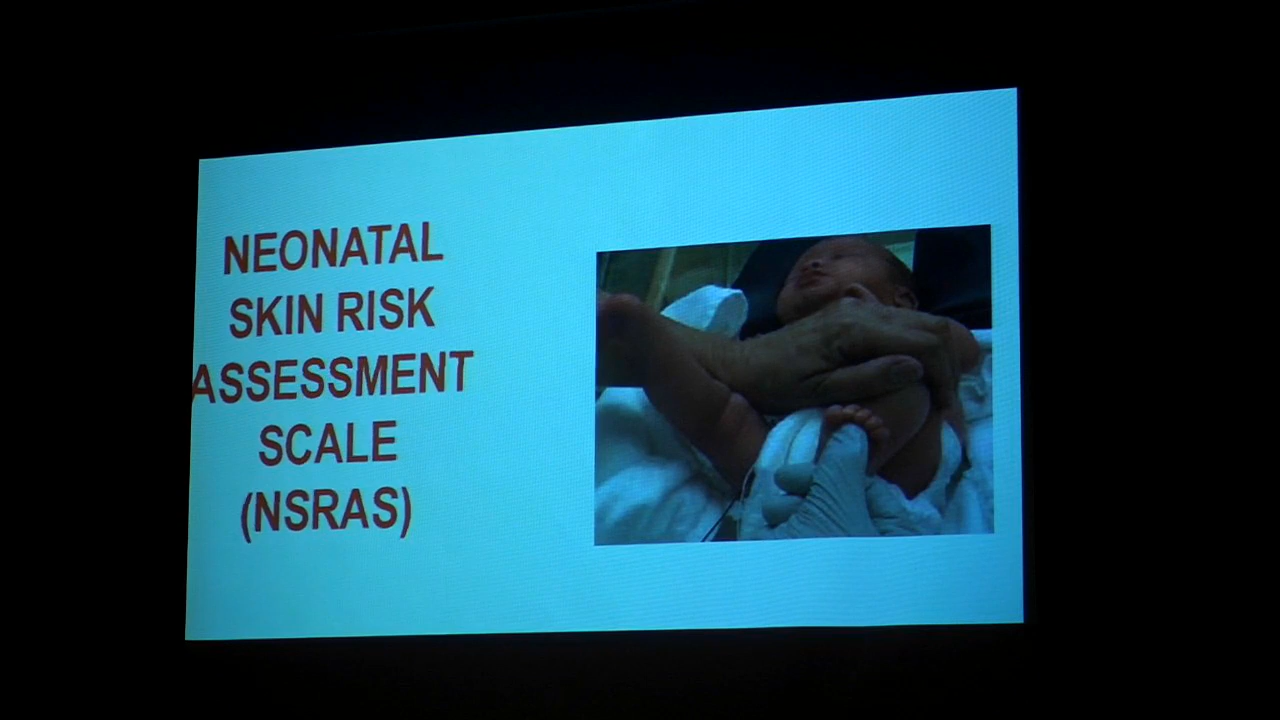 NEONATAL
SKIN RISK
ASSESSMENT
SCALE
(NSRAS)